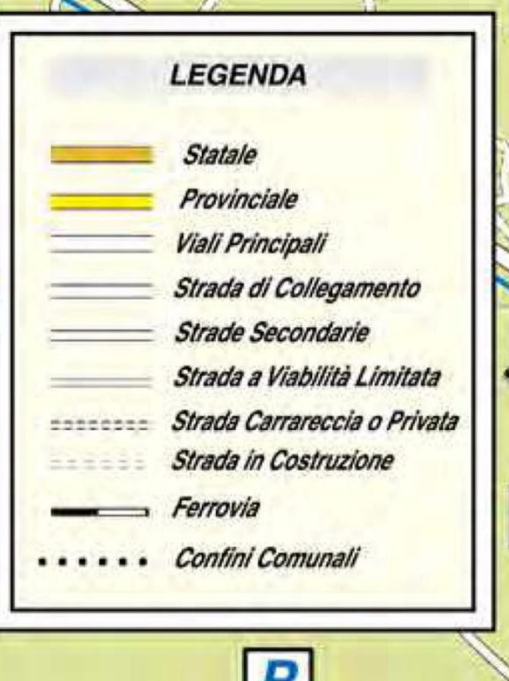 LEGENDA
Statale
Provinciale
Viali Principali
Strada di Collegamento
Strade Secondarie
Strada a Viabilità Limitata
Strada Carrareccia o Privata
Strada in Costruzione
Ferrovia
Confini Comunali
P